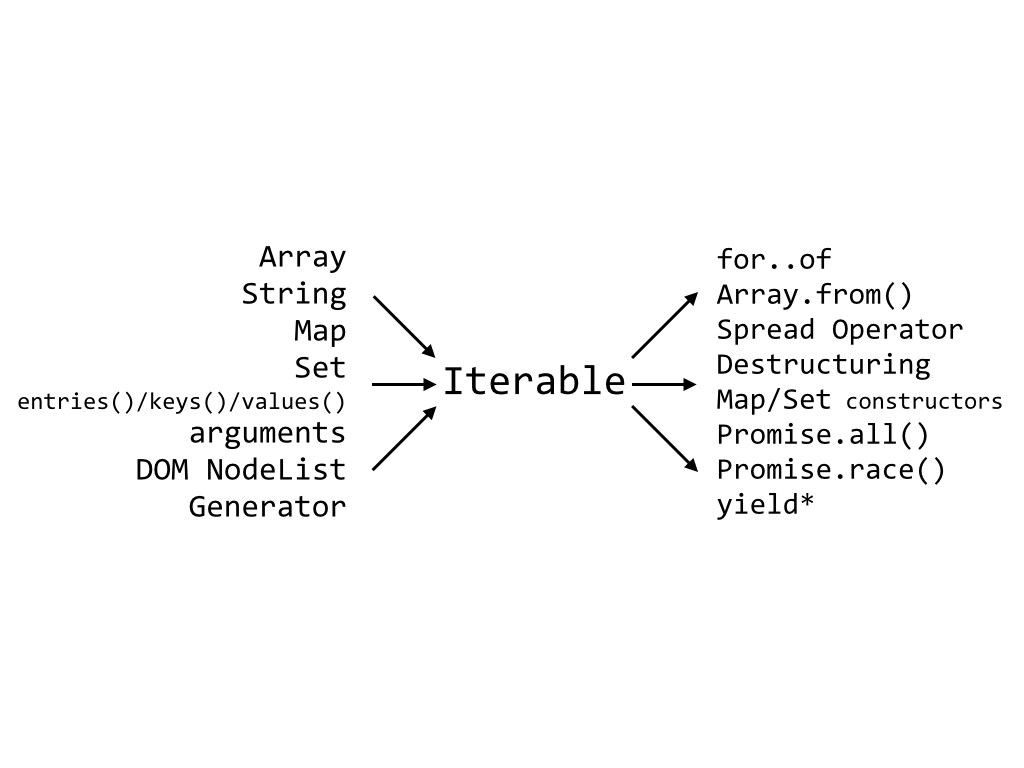 Array
String
Map
Set
entries()/keys()/values()
arguments
DOM NodeList
Generator
Iterable
for..of
Array.from()
Spread Operator
Destructuring
Map/Set constructors
Promise.all()
Promise.race()
yield*